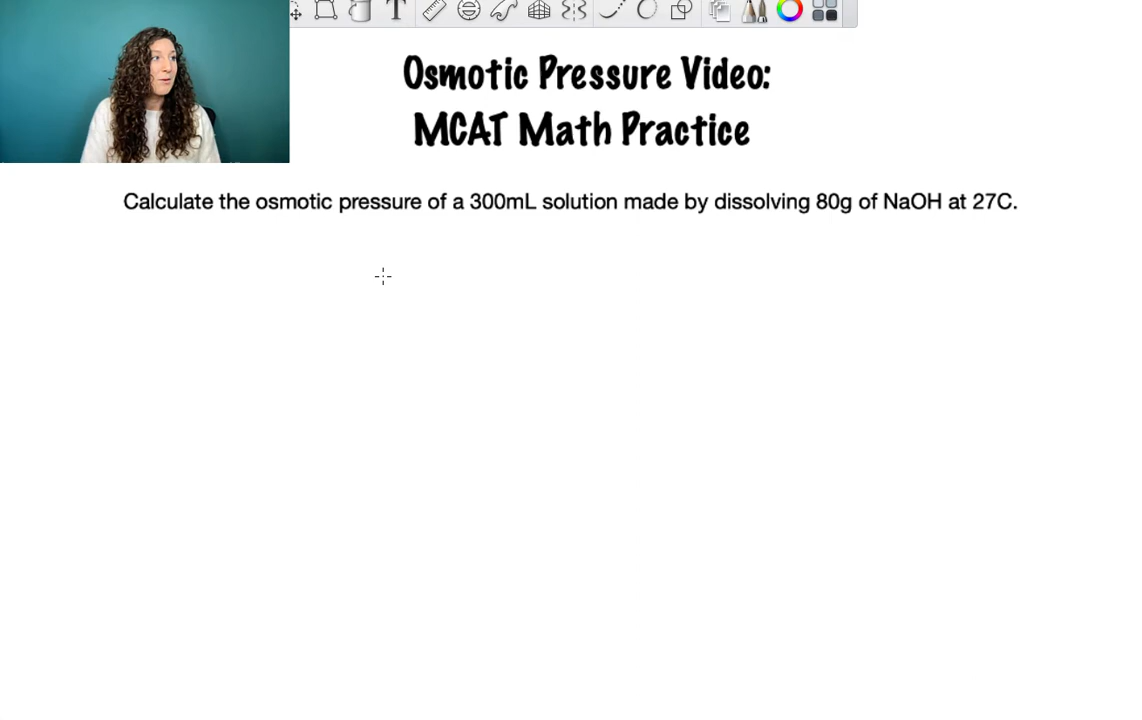 Osmotic Pressure Video:
MCAT Math Practice
Calculate the osmotic pressure of a 300mL solution made by dissolving 80g of NaOH at 27C.